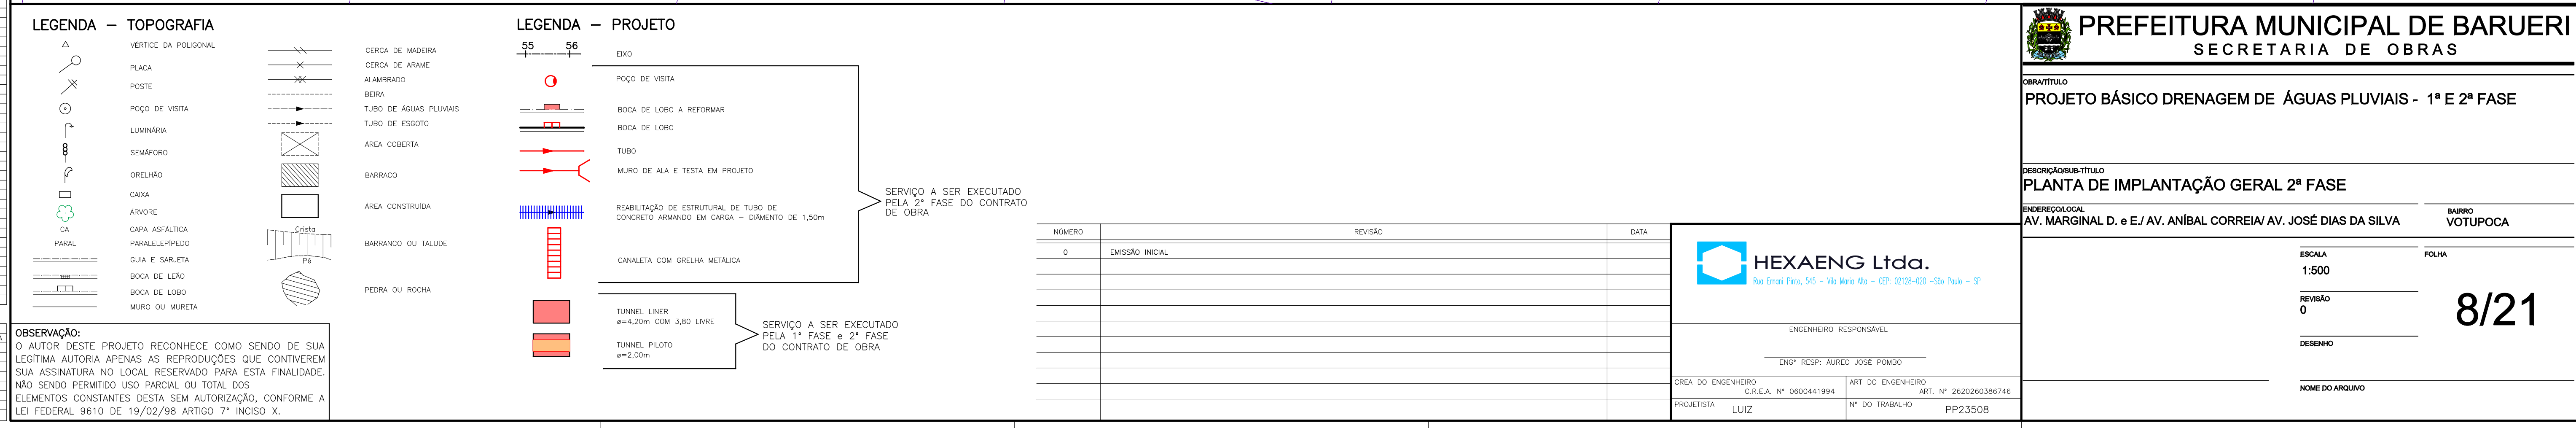 LEGENDA – TOPOGRAFIA
VÉRTICE DA POLIGONAL
PLACA
POSTE
POÇO DE VISITA
LUMINÁRIA
SEMÁFORO
ORELHÃO
CAIXA
ÁRVORE
CA CAPA ASFÁLTICA
PARAL PARALELEPÍPEDO
GUIA E SARJETA
BOCA DE LEÃO
BOCA DE LOBO
MURO OU MURETA
CERCA DE MADEIRA
CERCA DE ARAME
ALAMBRADO
BEIRA
TUBO DE ÁGUAS PLUVIAIS
TUBO DE ESGOTO
ÁREA COBERTA
BARRACO
ÁREA CONSTRUÍDA
Crista
BARRANCO OU TALUDE
Pé
PEDRA OU ROCHA
OBSERVAÇÃO:
O AUTOR DESTE PROJETO RECONHECE COMO SENDO DE SUA
LEGÍTIMA AUTORIA APENAS AS REPRODUÇÕES QUE CONTIVEREM
SUA ASSINATURA NO LOCAL RESERVADO PARA ESTA FINALIDADE.
NÃO SENDO PERMITIDO USO PARCIAL OU TOTAL DOS
ELEMENTOS CONSTANTES DESTA SEM AUTORIZAÇÃO, CONFORME A
LEI FEDERAL 9610 DE 19/02/98 ARTIGO 7º INCISO X.
LEGENDA – PROJETO
55 56
EIXO
POÇO DE VISITA
BOCA DE LOBO A REFORMAR
BOCA DE LOBO
TUBO
MURO DE ALA E TESTA EM PROJETO
REABILITAÇÃO DE ESTRUTURAL DE TUBO DE
CONCRETO ARMANDO EM CARGA – DIÂMENTO DE 1,50m
CANALETA COM GRELHA METÁLICA
SERVIÇO A SER EXECUTADO
PELA 2ª FASE DO CONTRATO
DE OBRA
TUNNEL LINER
ø=4,20m COM 3,80 LIVRE
TUNNEL PILOTO
ø=2,00m
SERVIÇO A SER EXECUTADO
PELA 1ª FASE e 2ª FASE
DO CONTRATO DE OBRA
NÚMERO REVISÃO DATA
0 EMISSÃO INICIAL
HEXAENG Ltda.
Rua Ernani Pinto, 545 – Vila Maria Alta – CEP: 02128-020 -São Paulo – SP
ENGENHEIRO RESPONSÁVEL
ENGº RESP: ÁUREO JOSÉ POMBO
CREA DO ENGENHEIRO
C.R.E.A. Nº 0600441994
ART DO ENGENHEIRO
ART. Nº 2620260386746
PROJETISTA
LUIZ
Nº DO TRABALHO
PP23508
PREFEITURA MUNICIPAL DE BARUERI
SECRETARIA DE OBRAS
OBRA/TÍTULO
PROJETO BÁSICO DRENAGEM DE ÁGUAS PLUVIAIS - 1ª E 2ª FASE
DESCRIÇÃO/SUB-TÍTULO
PLANTA DE IMPLANTAÇÃO GERAL 2ª FASE
ENDEREÇO/LOCAL
AV. MARGINAL D. e E./ AV. ANÍBAL CORREIA/ AV. JOSÉ DIAS DA SILVA
BAIRRO
VOTUPOCA
ESCALA
1:500
REVISÃO
0
DESENHO
NOME DO ARQUIVO
FOLHA
8/21